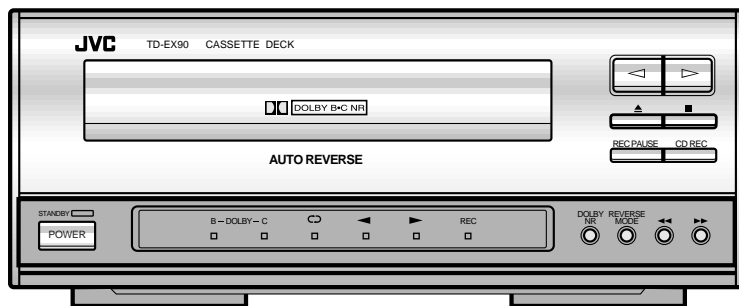 JVC TD-EX90 CASSETTE DECK
DOLBY B•C NR
AUTO REVERSE
REC PAUSE CD REC
STANDBY
POWER
B – DOLBY – C REC
DOLBY NR
REVERSE MODE